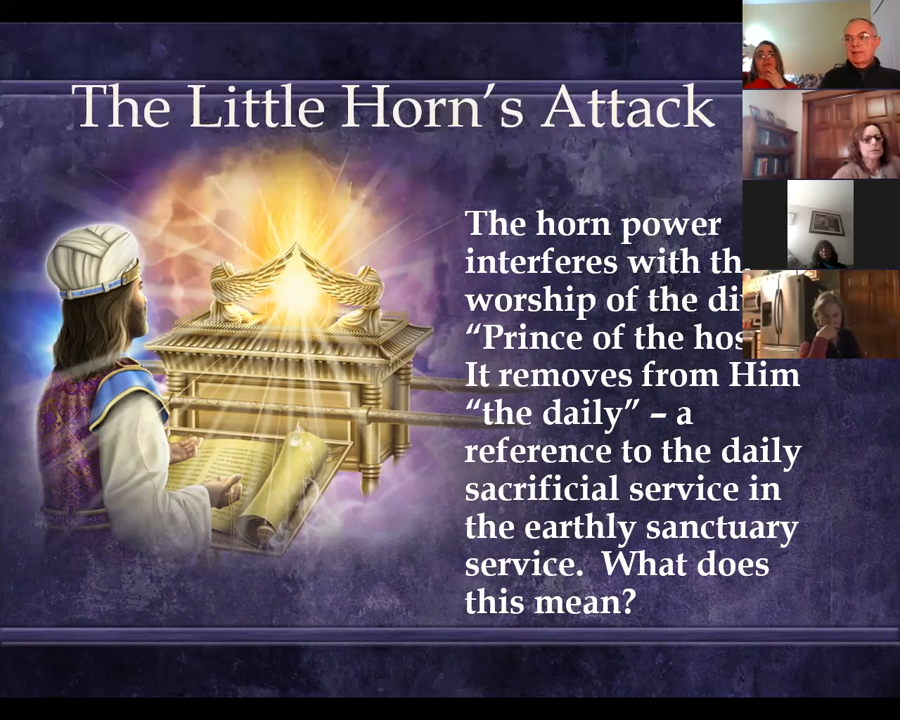 The Little Horn's Attack
The horn power
interferes with
worship of the
“Prince of the
It removes from Him
“the daily” – a
reference to the daily
sacrificial service in
the earthly sanctuary
service. What does
this mean?